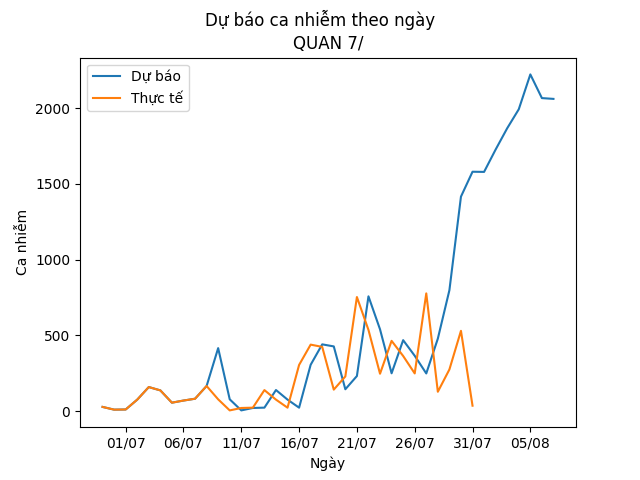 Dự báo ca nhiễm theo ngày
QUAN 7/
Dự báo
Thực tế
Ca nhiễm
2000
1500
1000
500
0
01/07 06/07 11/07 16/07 21/07 26/07 31/07 05/08
Ngày